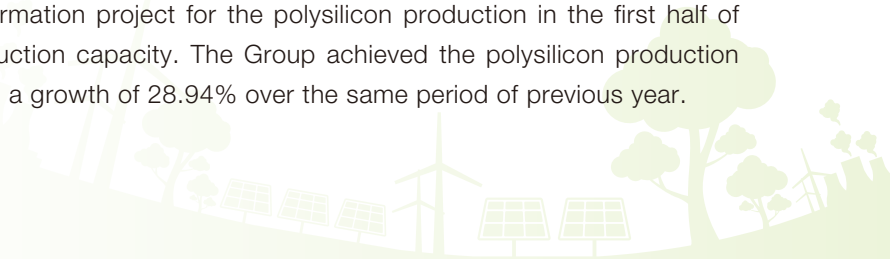 rmation project for the polysilicon production in the first half of
uction capacity. The Group achieved the polysilicon production
a growth of 28.94% over the same period of previous year.